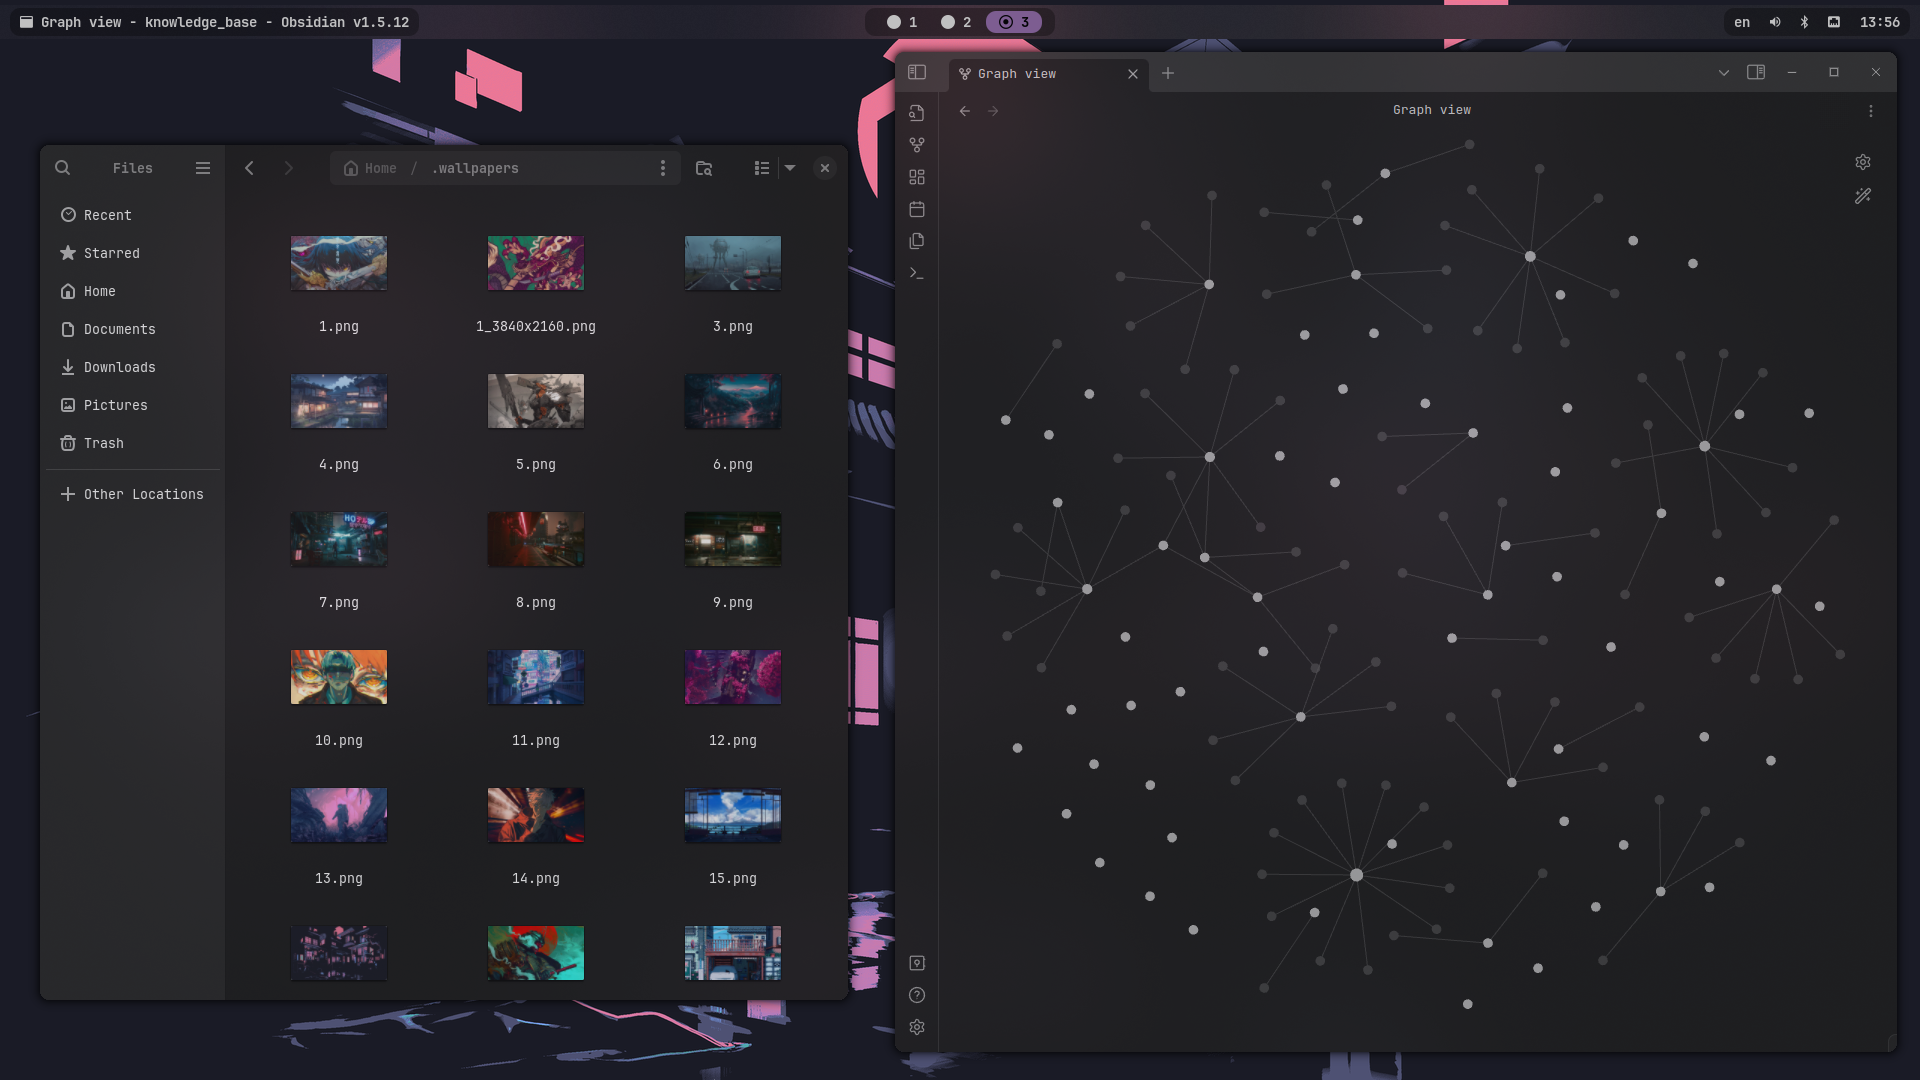 Graph view - knowledge_base - Obsidian v1.5.12
1
2
3
en
13:56
Files
Home / .wallpapers
Recent
Starred
Home
Documents
Downloads
Pictures
Trash
Other Locations
1.png
1_3840x2160.png
3.png
4.png
5.png
6.png
7.png
8.png
9.png
10.png
11.png
12.png
13.png
14.png
15.png
Graph view
Graph view